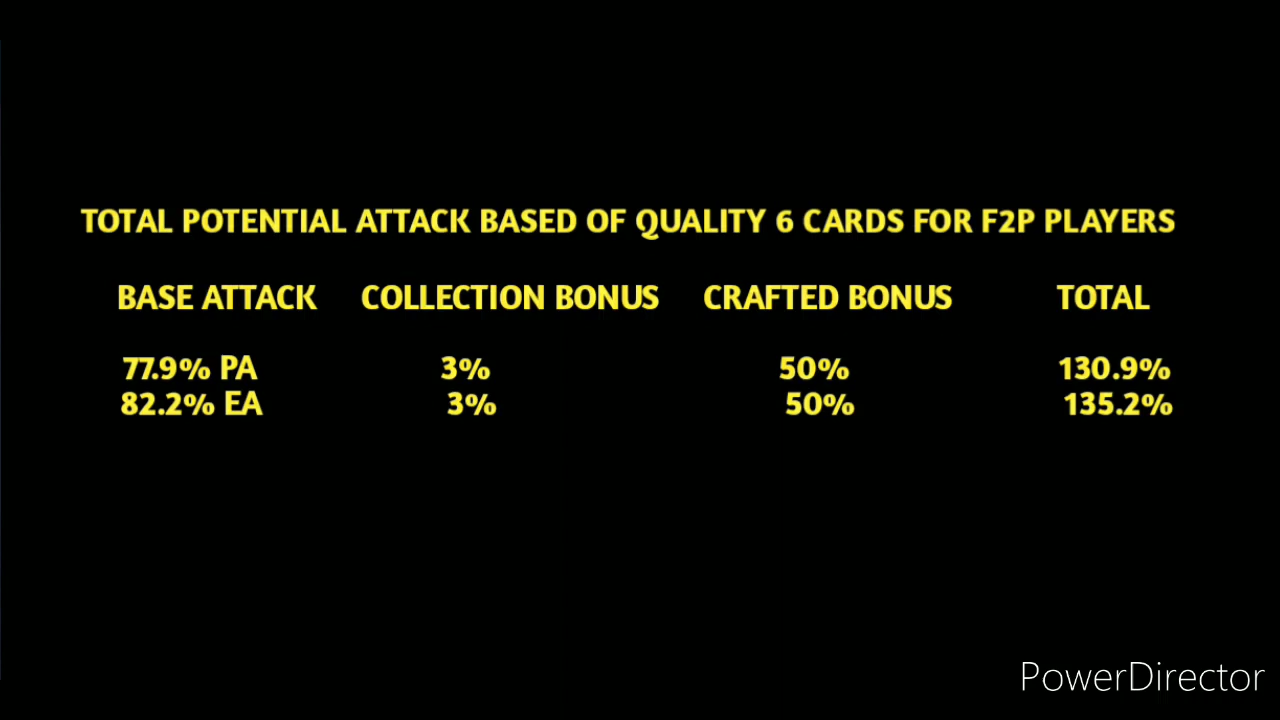 TOTAL POTENTIAL ATTACK BASED OF QUALITY 6 CARDS FOR F2P PLAYERS
BASE ATTACK COLLECTION BONUS CRAFTED BONUS TOTAL
77.9% PA 3% 50% 130.9%
82.2% EA 3% 50% 135.2%
PowerDirector